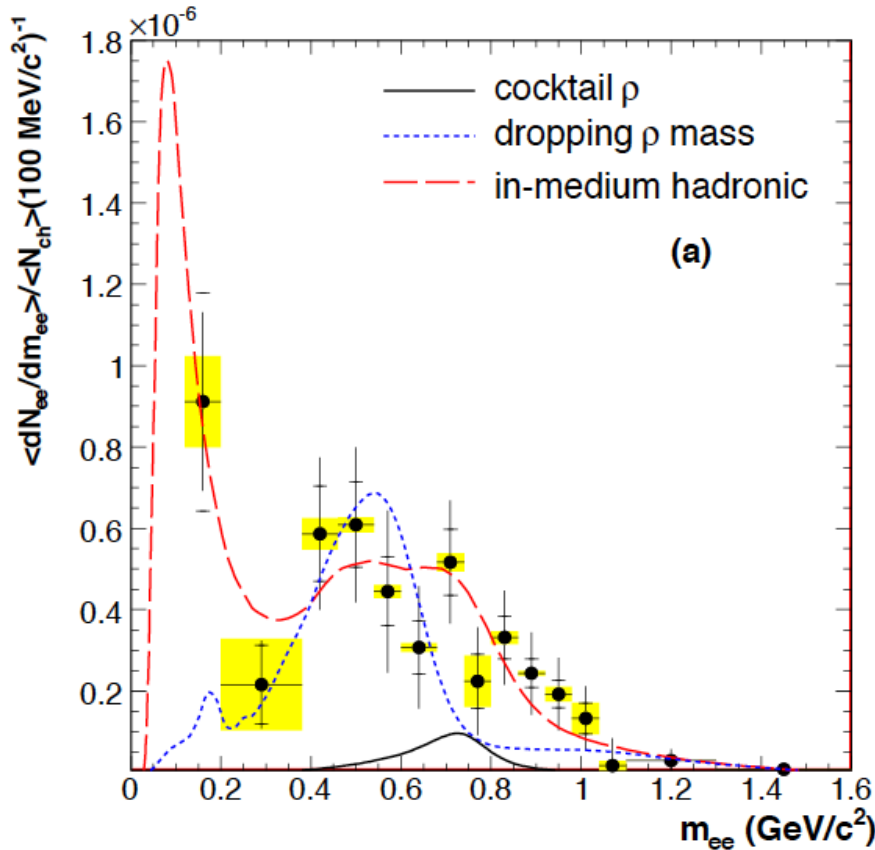 ×10⁻⁶
<dN_ee/dm_ee>/<N_ch>(100 MeV/c²)⁻¹
1.8
1.6
1.4
1.2
1
0.8
0.6
0.4
0.2
cocktail ρ
dropping ρ mass
in-medium hadronic
(a)
0 0.2 0.4 0.6 0.8 1 1.2 1.4 1.6
m_ee (GeV/c²)